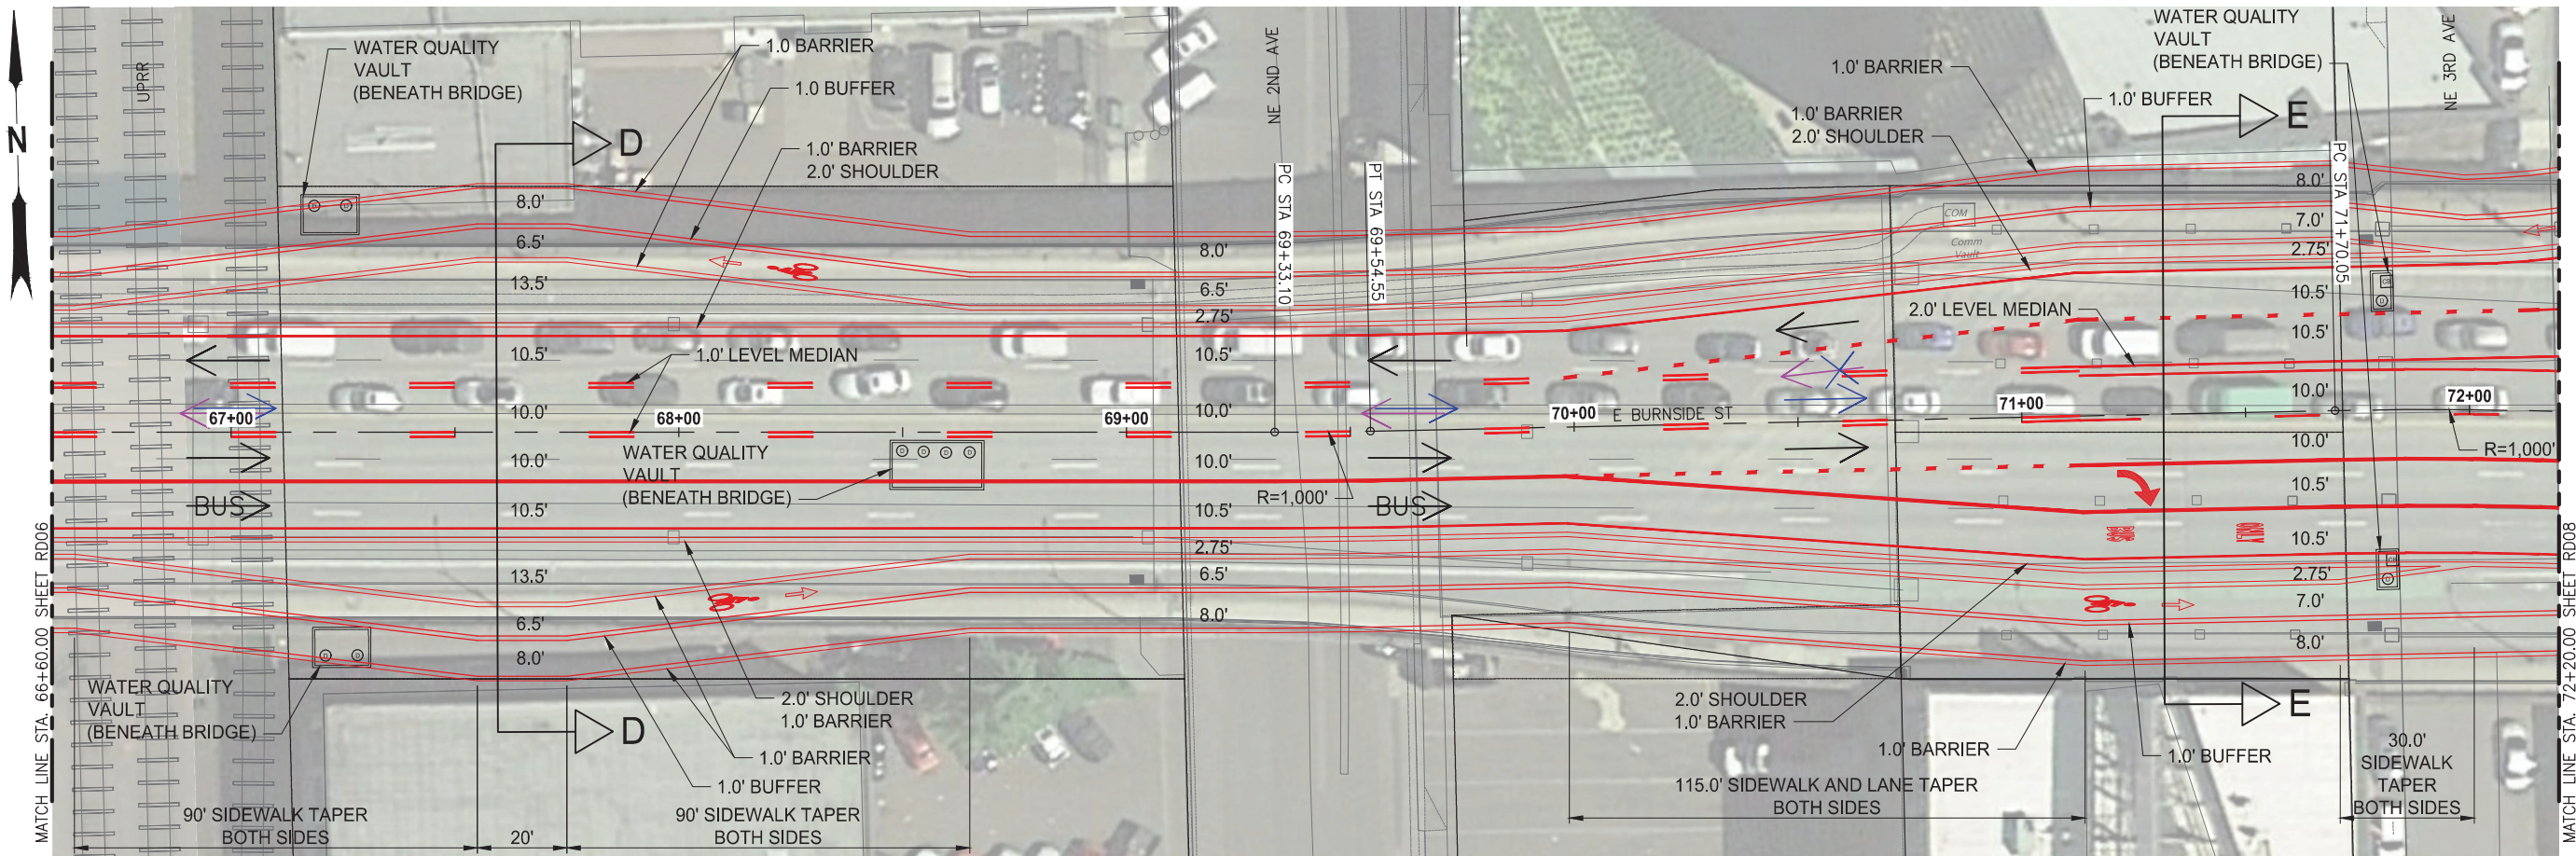 N
MATCH LINE STA. 66+60.00 SHEET RD06
UPRR
WATER QUALITY
VAULT
(BENEATH BRIDGE)
1.0 BARRIER
1.0 BUFFER
1.0' BARRIER
2.0' SHOULDER
D
8.0'
6.5'
13.5'
10.5'
10.0'
10.0'
10.5'
13.5'
6.5'
8.0'
1.0' LEVEL MEDIAN
67+00
68+00
69+00
BUS
WATER QUALITY
VAULT
(BENEATH BRIDGE)
WATER QUALITY
VAULT
(BENEATH BRIDGE)
2.0' SHOULDER
1.0' BARRIER
1.0' BARRIER
1.0' BUFFER
D
90' SIDEWALK TAPER
BOTH SIDES
20'
90' SIDEWALK TAPER
BOTH SIDES
NE 2ND AVE
PC STA 69+33.10
PT STA 69+54.55
8.0'
6.5'
2.75'
10.5'
10.0'
10.0'
10.5'
2.75'
6.5'
8.0'
R=1,000'
BUS
70+00
E BURNSIDE ST
71+00
72+00
1.0' BARRIER
1.0' BARRIER
2.0' SHOULDER
1.0' BUFFER
WATER QUALITY
VAULT
(BENEATH BRIDGE)
NE 3RD AVE
E
COM
Comm
Vault
2.0' LEVEL MEDIAN
PC STA 71+70.05
8.0'
7.0'
2.75'
10.5'
10.5'
10.0'
10.0'
10.5'
10.5'
2.75'
7.0'
8.0'
R=1,000'
BUS
ONLY
2.0' SHOULDER
1.0' BARRIER
1.0' BARRIER
1.0' BUFFER
E
115.0' SIDEWALK AND LANE TAPER
BOTH SIDES
30.0'
SIDEWALK
TAPER
BOTH SIDES
MATCH LINE STA. 72+20.00 SHEET RD08